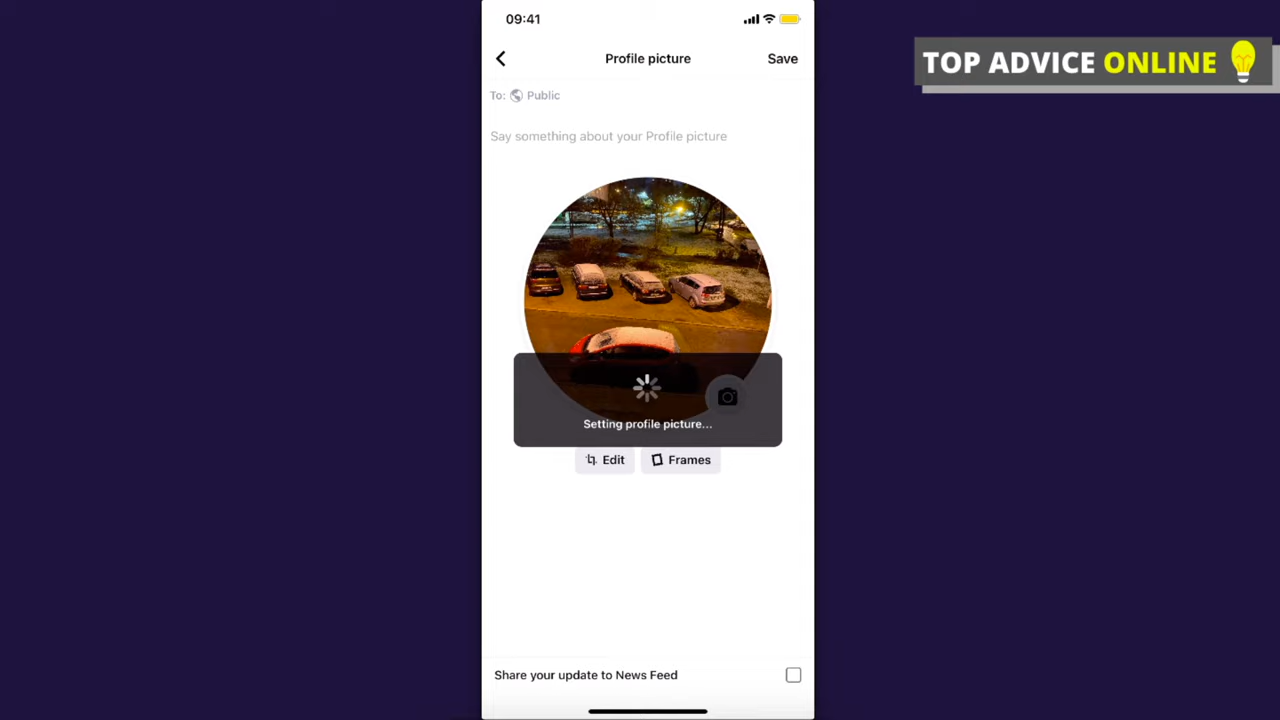 09:41
TOP ADVICE ONLINE
Profile picture
Save
To: Public
Say something about your Profile picture
Setting profile picture...
Edit
Frames
Share your update to News Feed